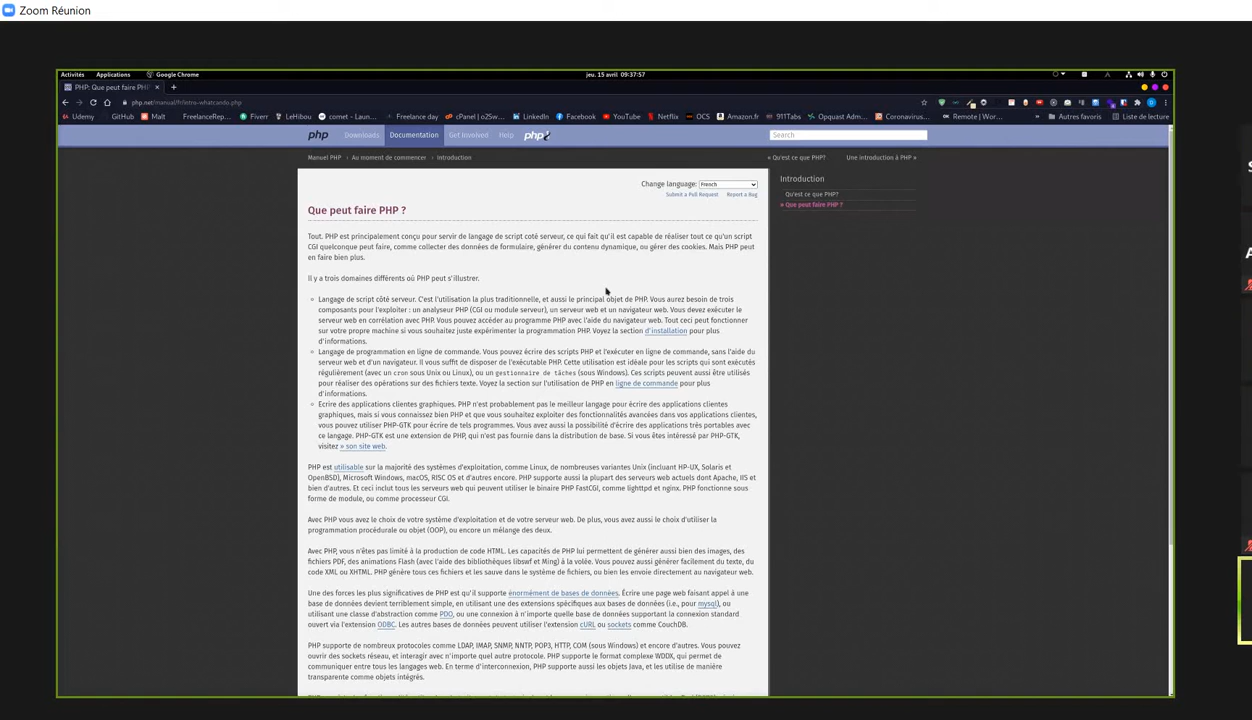 Zoom Réunion
Activités Applications Google Chrome jeu. 15 avril 09:37:57
PHP: Que peut faire PHP
php.net/manual/fr/intro-whatcando.php
Udemy GitHub Malt FreelanceRep... Fiverr LeHibou comet - Laun... Freelance day cPanel | o2Sw... LinkedIn Facebook YouTube Netflix OCS Amazon.fr 911Tabs Opquast Adm... Coronavirus... Remote | Wor... Autres favoris Liste de lecture
php Downloads Documentation Get Involved Help php Search
Manuel PHP › Au moment de commencer › Introduction « Qu'est ce que PHP? Une introduction à PHP »
Change language: French
Submit a Pull Request Report a Bug
Que peut faire PHP ?
Tout. PHP est principalement conçu pour servir de langage de script coté serveur, ce qui fait qu'il est capable de réaliser tout ce qu'un script
CGI quelconque peut faire, comme collecter des données de formulaire, générer du contenu dynamique, ou gérer des cookies. Mais PHP peut
en faire bien plus.
Il y a trois domaines différents où PHP peut s'illustrer.
Langage de script côté serveur. C'est l'utilisation la plus traditionnelle, et aussi le principal objet de PHP. Vous aurez besoin de trois
composants pour l'exploiter : un analyseur PHP (CGI ou module serveur), un serveur web et un navigateur web. Vous devez exécuter le
serveur web en corrélation avec PHP. Vous pouvez accéder au programme PHP avec l'aide du navigateur web. Tout ceci peut fonctionner
sur votre propre machine si vous souhaitez juste expérimenter la programmation PHP. Voyez la section d'installation pour plus
d'informations.
Langage de programmation en ligne de commande. Vous pouvez écrire des scripts PHP et l'exécuter en ligne de commande, sans l'aide du
serveur web et d'un navigateur. Il vous suffit de disposer de l'exécutable PHP. Cette utilisation est idéale pour les scripts qui sont exécutés
régulièrement (avec un cron sous Unix ou Linux), ou un gestionnaire de tâches (sous Windows). Ces scripts peuvent aussi être utilisés
pour réaliser des opérations sur des fichiers texte. Voyez la section sur l'utilisation de PHP en ligne de commande pour plus
d'informations.
Ecrire des applications clientes graphiques. PHP n'est probablement pas le meilleur langage pour écrire des applications clientes
graphiques, mais si vous connaissez bien PHP et que vous souhaitez exploiter des fonctionnalités avancées dans vos applications clientes,
vous pouvez utiliser PHP-GTK pour écrire de tels programmes. Vous avez aussi la possibilité d'écrire des applications très portables avec
ce langage. PHP-GTK est une extension de PHP, qui n'est pas fournie dans la distribution de base. Si vous êtes intéressé par PHP-GTK,
visitez » son site web.
PHP est utilisable sur la majorité des systèmes d'exploitation, comme Linux, de nombreuses variantes Unix (incluant HP-UX, Solaris et
OpenBSD), Microsoft Windows, macOS, RISC OS et d'autres encore. PHP supporte aussi la plupart des serveurs web actuels dont Apache, IIS et
bien d'autres. Et ceci inclut tous les serveurs web qui peuvent utiliser le binaire PHP FastCGI, comme lighttpd et nginx. PHP fonctionne sous
forme de module, ou comme processeur CGI.
Avec PHP vous avez le choix de votre système d'exploitation et de votre serveur web. De plus, vous avez aussi le choix d'utiliser la
programmation procédurale ou objet (OOP), ou encore un mélange des deux.
Avec PHP, vous n'êtes pas limité à la production de code HTML. Les capacités de PHP lui permettent de générer aussi bien des images, des
fichiers PDF, des animations Flash (avec l'aide des bibliothèques libswf et Ming) à la volée. Vous pouvez aussi générer facilement du texte, du
code XML ou XHTML. PHP génère tous ces fichiers et les sauve dans le système de fichiers, ou bien les envoie directement au navigateur web.
Une des forces les plus significatives de PHP est qu'il supporte énormément de bases de données. Écrire une page web faisant appel à une
base de données devient terriblement simple, en utilisant une des extensions spécifiques aux bases de données (i.e., pour mysql), ou
utilisant une classe d'abstraction comme PDO, ou une connexion à n'importe quelle base de données supportant la connexion standard
ouverte via l'extension ODBC. Les autres bases de données peuvent utiliser l'extension cURL ou sockets comme CouchDB.
PHP supporte de nombreux protocoles comme LDAP, IMAP, SNMP, NNTP, POP3, HTTP, COM (sous Windows) et encore d'autres. Vous pouvez
ouvrir des sockets réseau, et interagir avec n'importe quel autre protocole. PHP supporte le format complexe WDDX, qui permet de
communiquer entre tous les langages web. En terme d'interconnexion, PHP supporte aussi les objets Java, et les utilise de manière
transparente comme objets intégrés.
Introduction
Qu'est ce que PHP?
» Que peut faire PHP ?